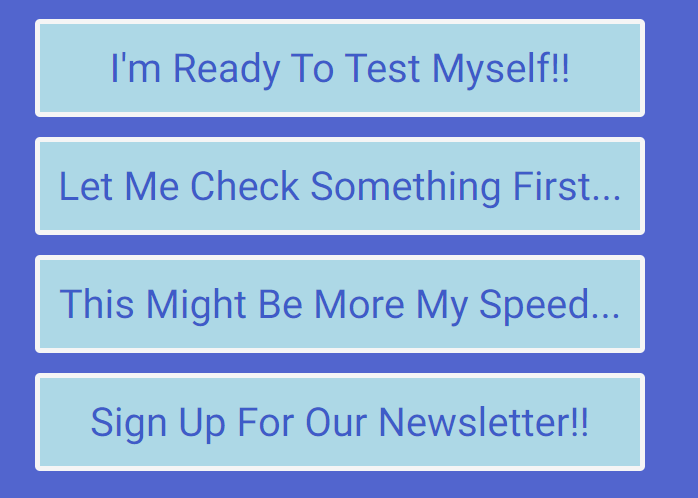 I'm Ready To Test Myself!!
Let Me Check Something First...
This Might Be More My Speed...
Sign Up For Our Newsletter!!